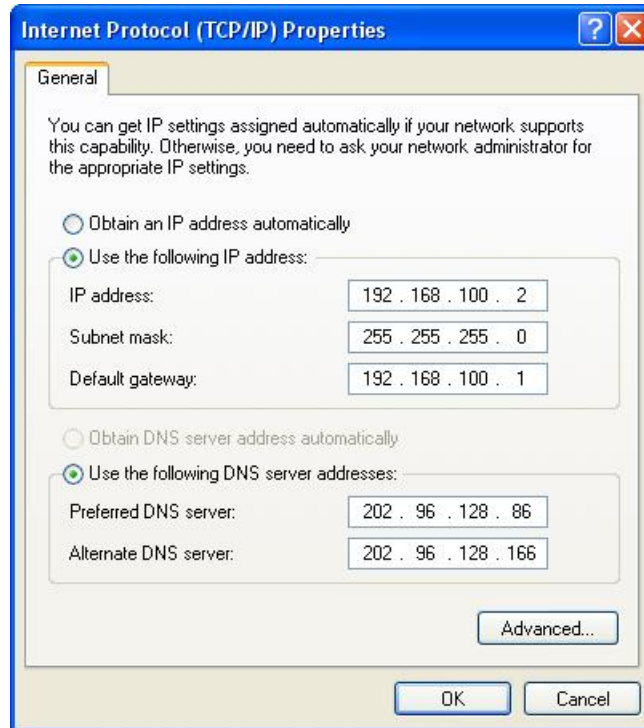 Internet Protocol (TCP/IP) Properties
General
You can get IP settings assigned automatically if your network supports
this capability. Otherwise, you need to ask your network administrator for
the appropriate IP settings.
Obtain an IP address automatically
Use the following IP address:
IP address: 192 . 168 . 100 . 2
Subnet mask: 255 . 255 . 255 . 0
Default gateway: 192 . 168 . 100 . 1
Obtain DNS server address automatically
Use the following DNS server addresses:
Preferred DNS server: 202 . 96 . 128 . 86
Alternate DNS server: 202 . 96 . 128 . 166
Advanced...
OK Cancel